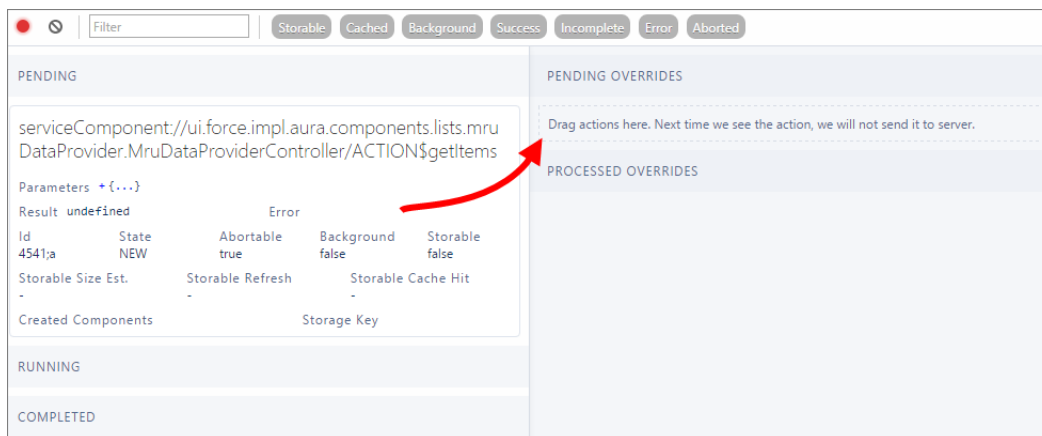 Filter Storable Cached Background Success Incomplete Error Aborted
PENDING
serviceComponent://ui.force.impl.aura.components.lists.mru
DataProvider.MruDataProviderController/ACTION$getItems
Parameters +{...}
Result undefined Error
Id State Abortable Background Storable
4541;a NEW true false false
Storable Size Est. Storable Refresh Storable Cache Hit
- - -
Created Components Storage Key
RUNNING
COMPLETED
PENDING OVERRIDES
Drag actions here. Next time we see the action, we will not send it to server.
PROCESSED OVERRIDES